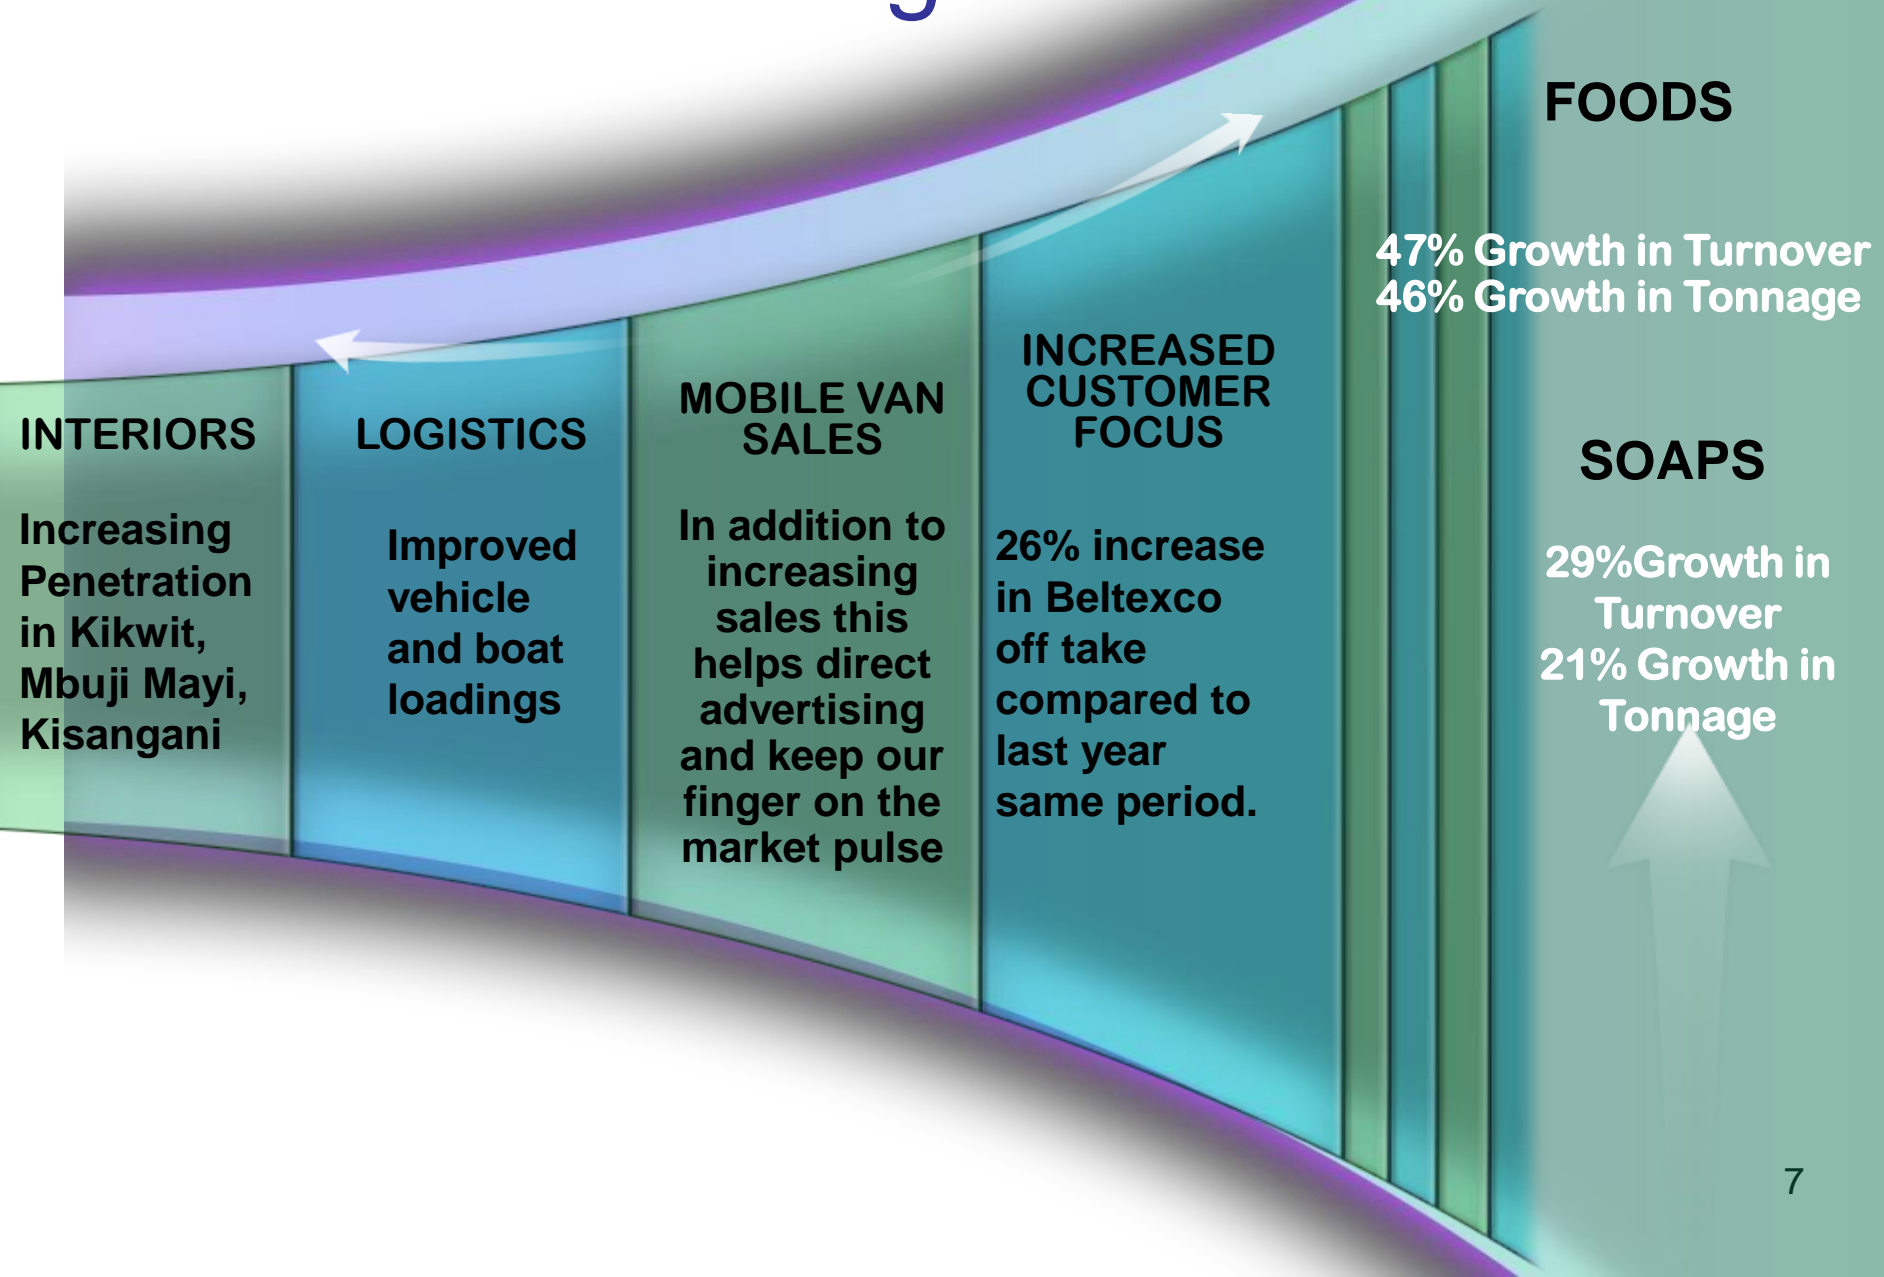 INTERIORS
Increasing
Penetration
in Kikwit,
Mbuji Mayi,
Kisangani
LOGISTICS
Improved
vehicle
and boat
loadings
MOBILE VAN
SALES
In addition to
increasing
sales this
helps direct
advertising
and keep our
finger on the
market pulse
INCREASED
CUSTOMER
FOCUS
26% increase
in Beltexco
off take
compared to
last year
same period.
FOODS
47% Growth in Turnover
46% Growth in Tonnage
SOAPS
29%Growth in
Turnover
21% Growth in
Tonnage
7